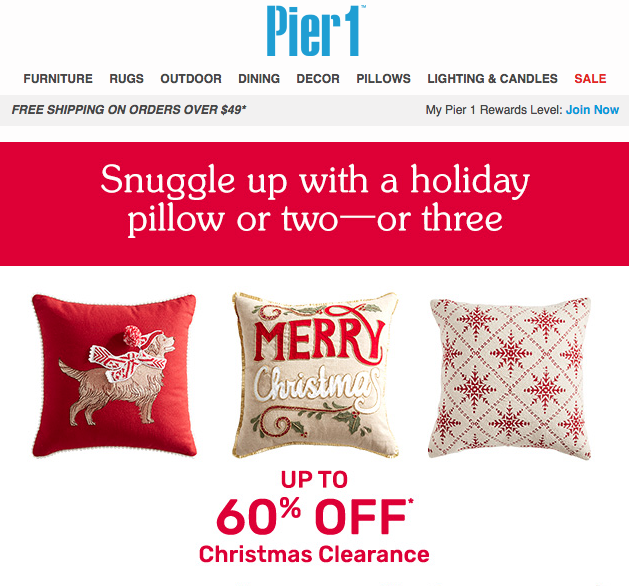 Pier1™
FURNITURE RUGS OUTDOOR DINING DECOR PILLOWS LIGHTING & CANDLES SALE
FREE SHIPPING ON ORDERS OVER $49* My Pier 1 Rewards Level: Join Now
Snuggle up with a holiday
pillow or two—or three
MERRY
Christmas
UP TO
60% OFF*
Christmas Clearance